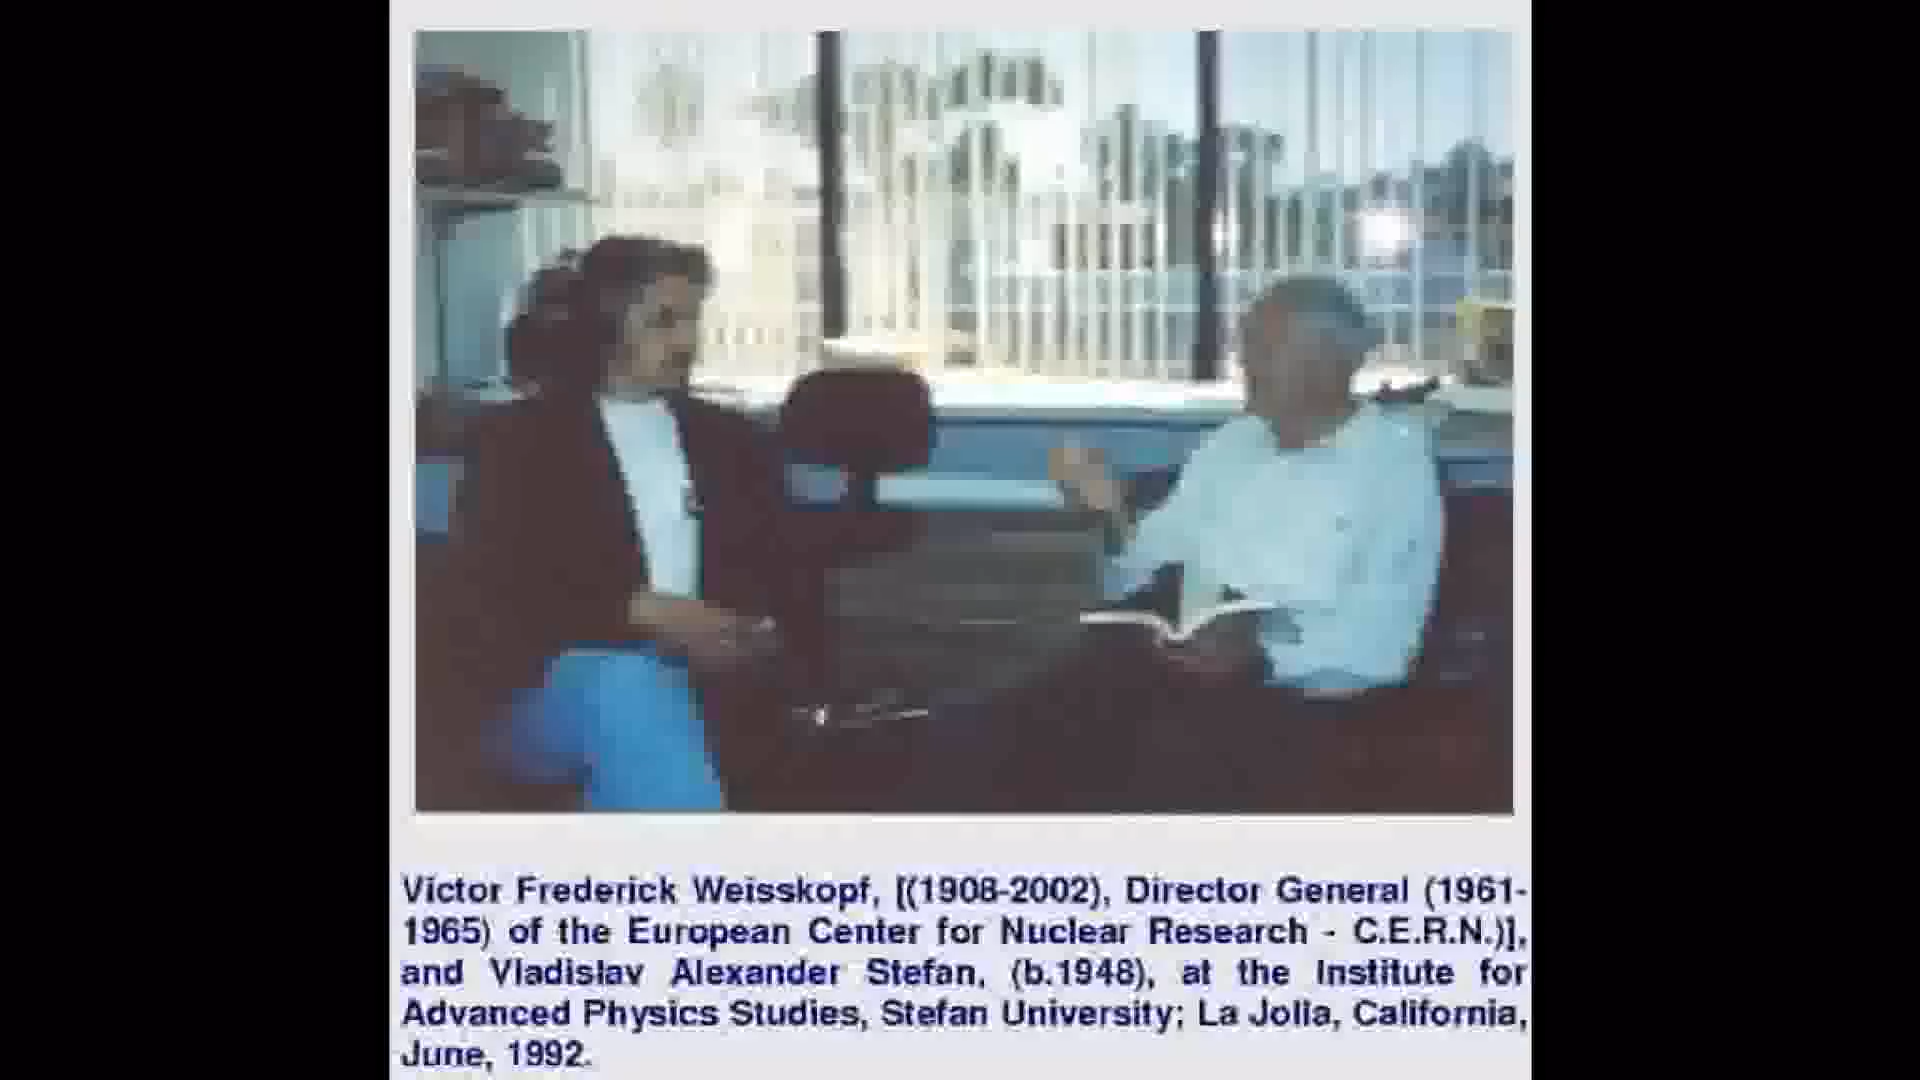 Victor Frederick Weisskopf, [(1908-2002), Director General (1961-
1965) of the European Center for Nuclear Research - C.E.R.N.)],
and Vladislav Alexander Stefan, (b.1948), at the Institute for
Advanced Physics Studies, Stefan University; La Jolla, California,
June, 1992.